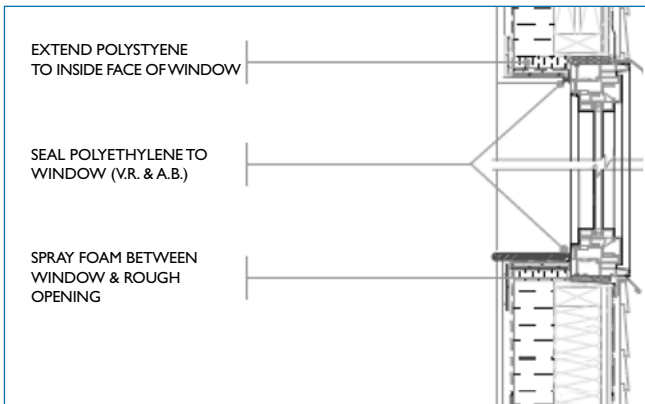 EXTEND POLYSTYENE
TO INSIDE FACE OF WINDOW
SEAL POLYETHYLENE TO
WINDOW (V.R. & A.B.)
SPRAY FOAM BETWEEN
WINDOW & ROUGH
OPENING